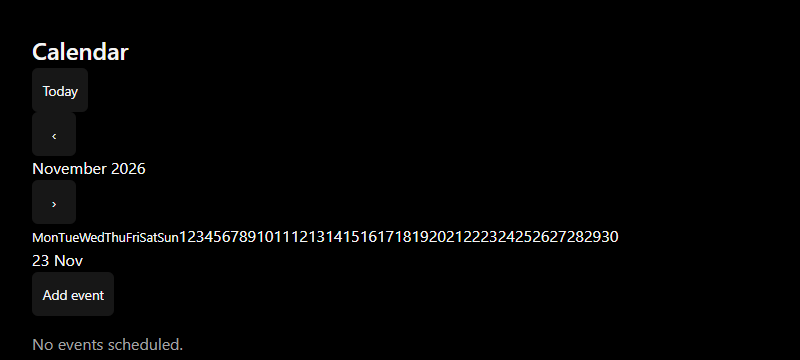 Calendar
Today
‹
November 2026
›
MonTueWedThuFriSatSun123456789101112131415161718192021222324252627282930
23 Nov
Add event
No events scheduled.